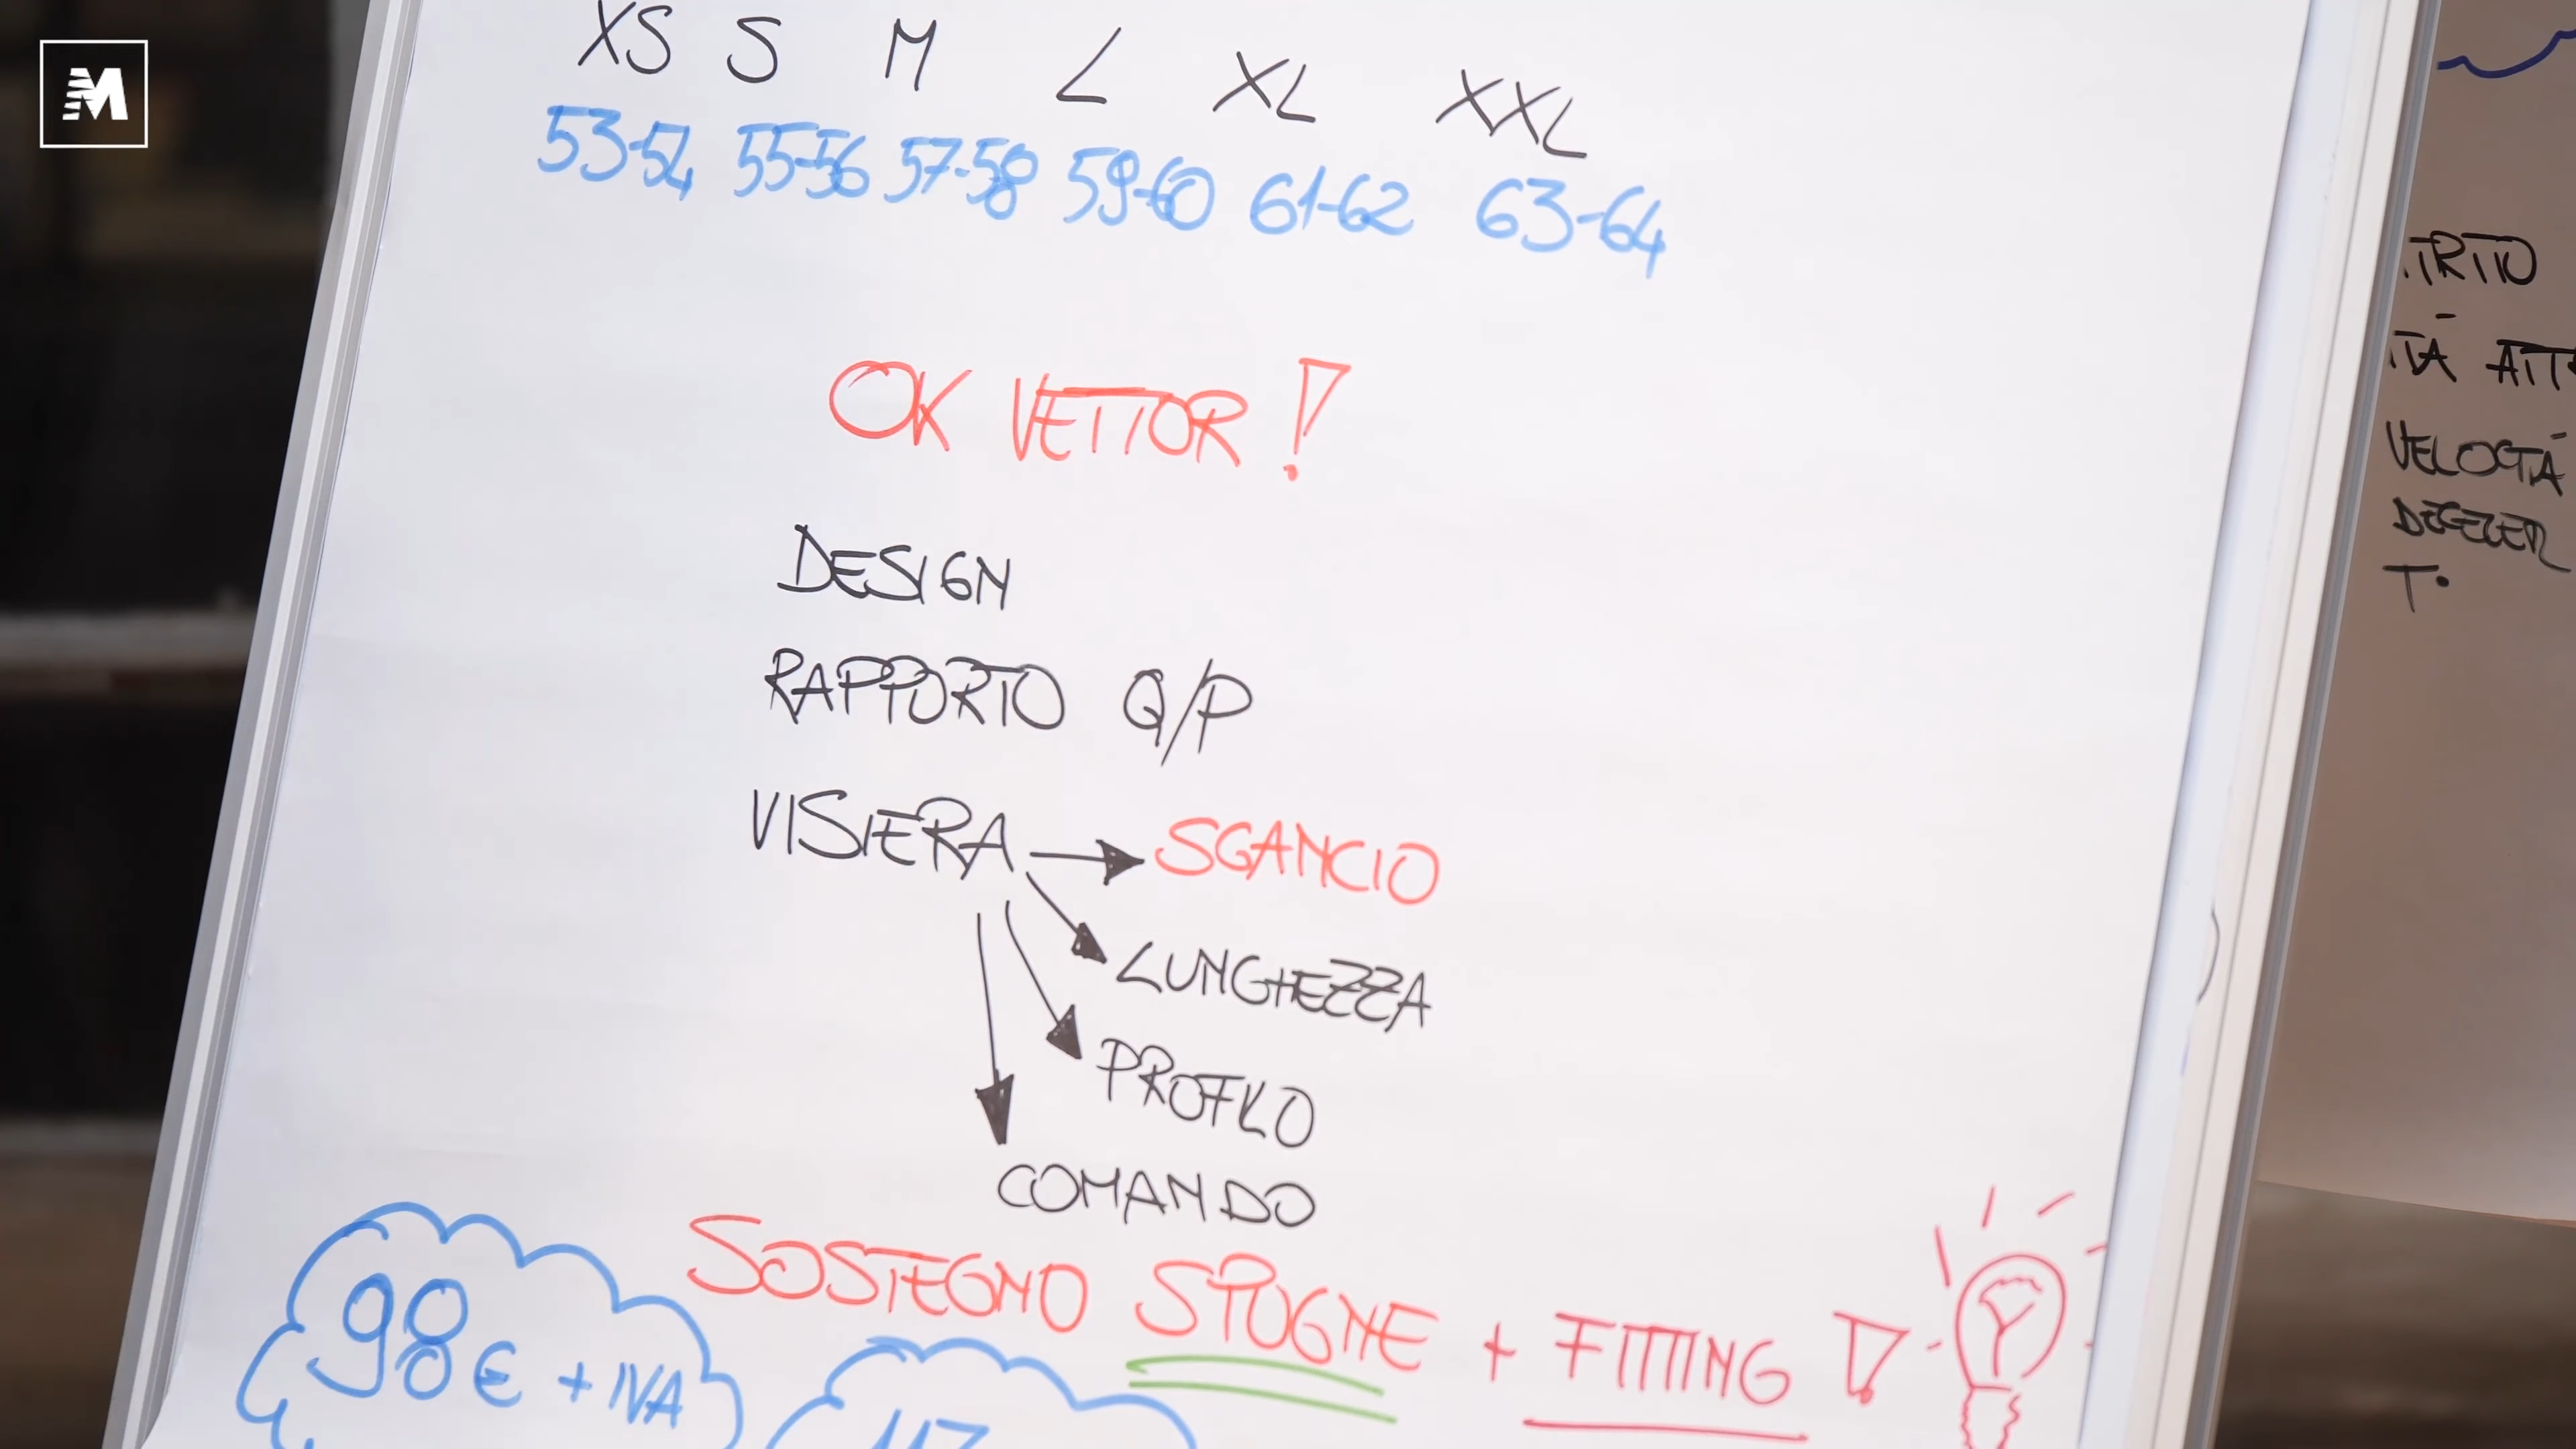 M
XS S M L XL XXL
53-54 55-56 57-58 59-60 61-62 63-64
OK VETTOR!
DESIGN
RAPPORTO Q/P
VISIERA → SGANCIO
LUNGHEZZA
PROFILO
COMANDO
SOSTEGNO SPUGNE + FITTING!
98€ + IVA
VELOCITÁ
T.